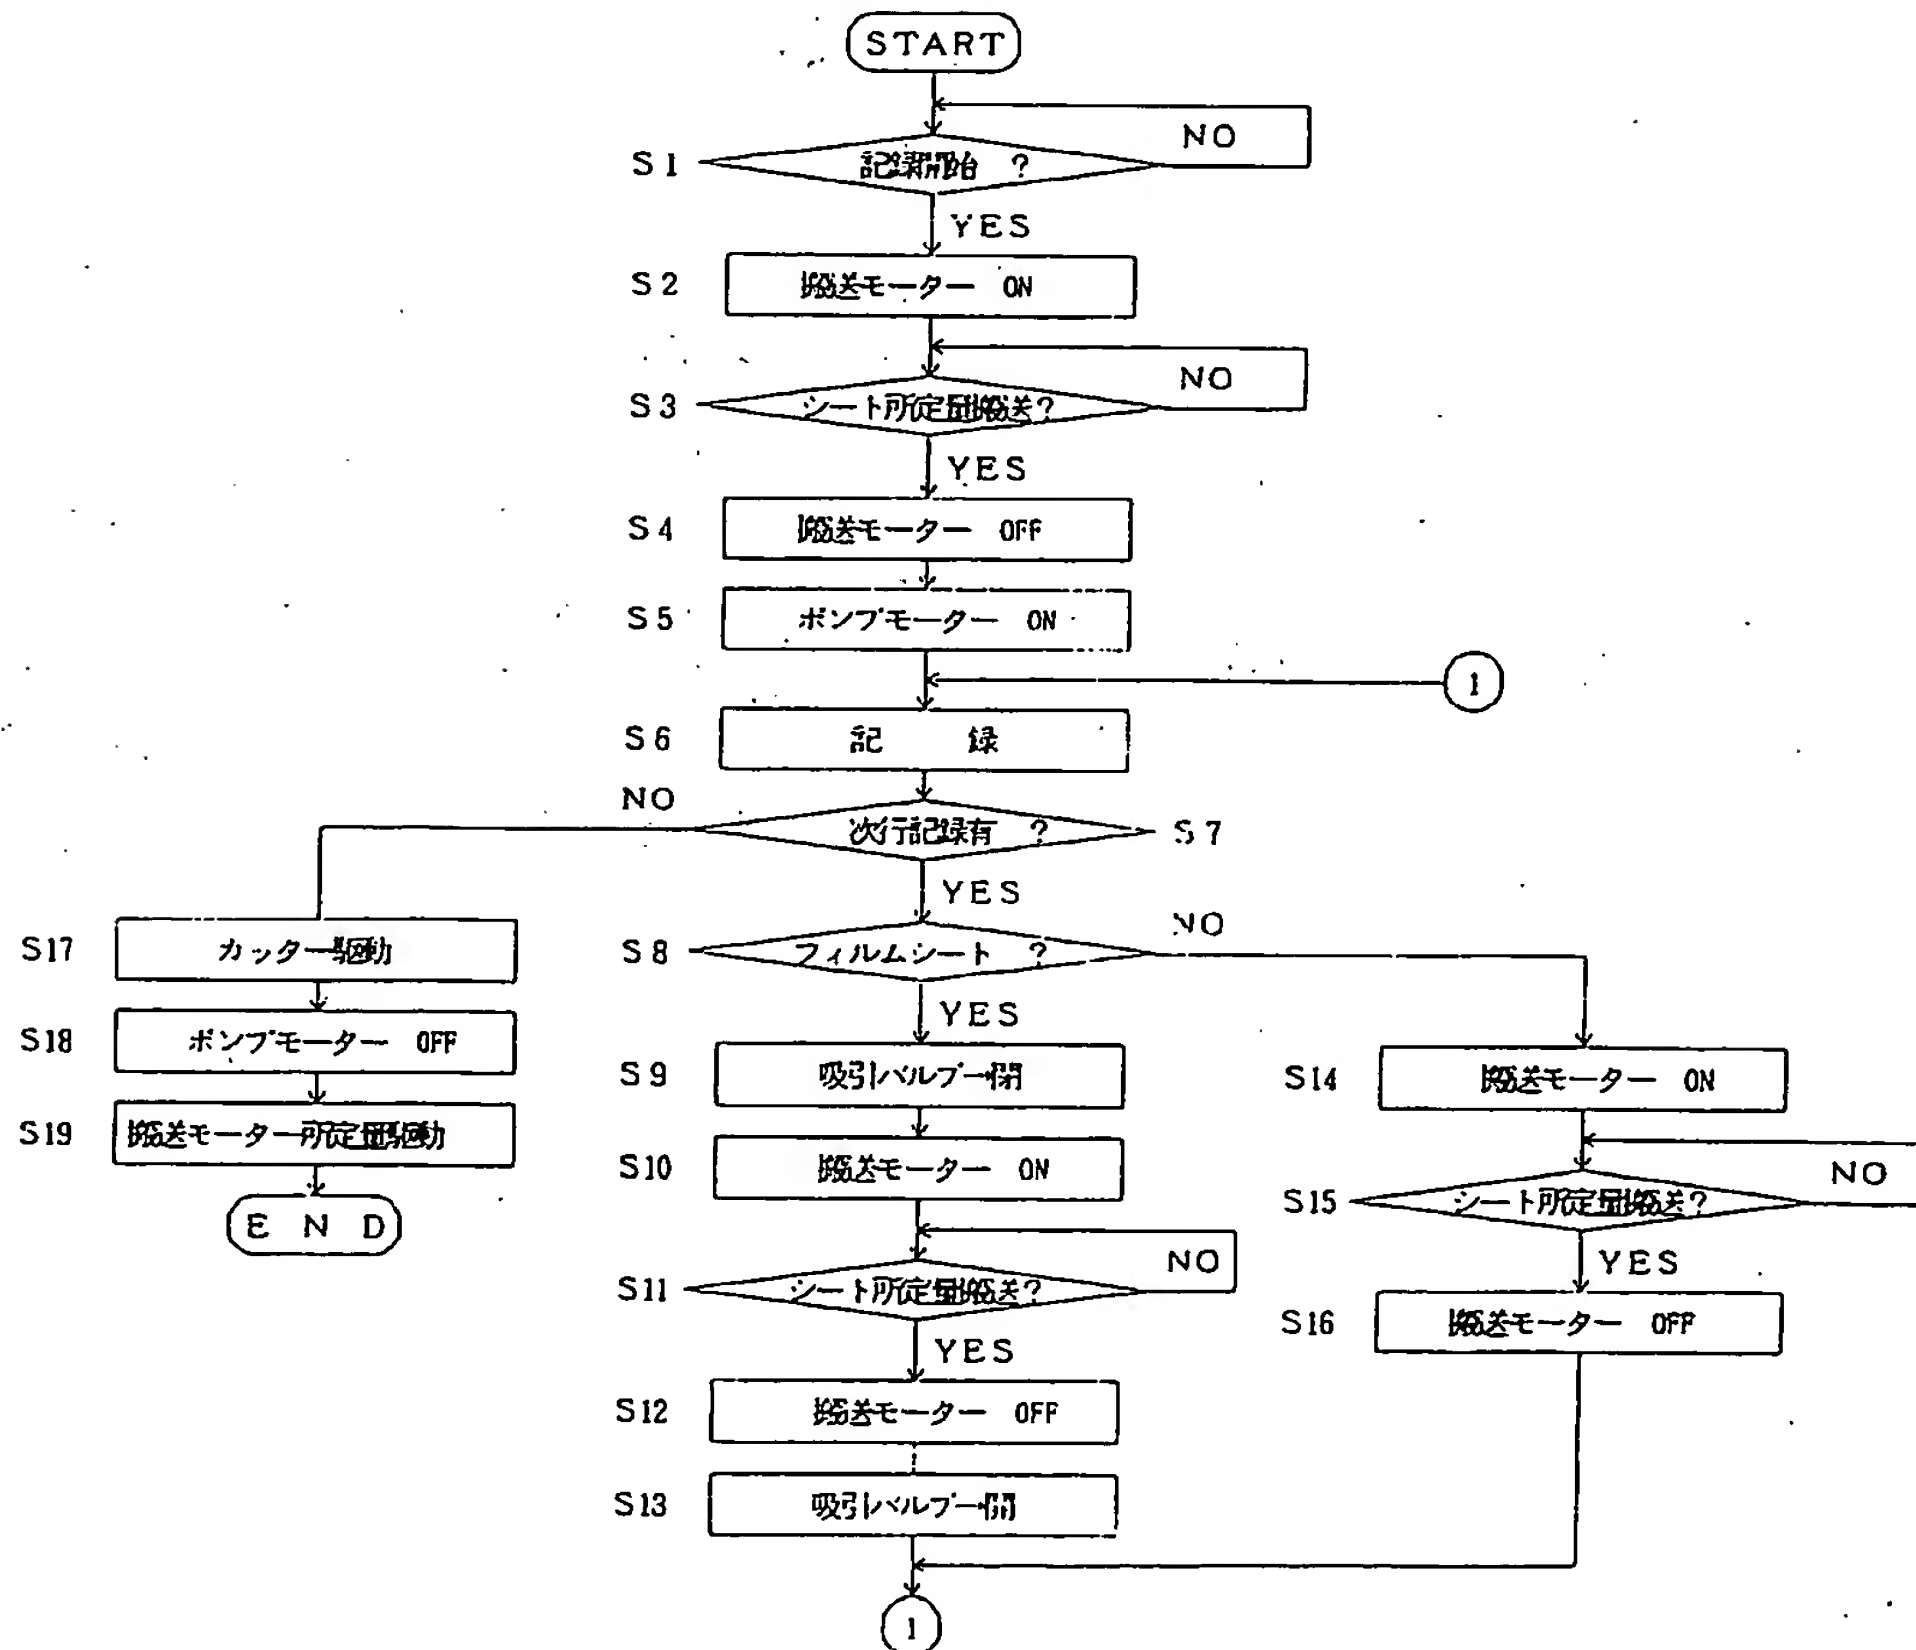 START
NO
S1 記録開始 ?
YES
S2 搬送モーター ON
NO
S3 シート所定量搬送?
YES
S4 搬送モーター OFF
S5 ポンプモーター ON
1
S6 記 録
NO
次行記録有 ? S7
YES
NO
S17 カッター駆動
S8 フィルムシート ?
YES
S18 ポンプモーター OFF
S9 吸引バルブ→閉
S14 搬送モーター ON
S19 搬送モーター所定量駆動
S10 搬送モーター ON
NO
S15 シート所定量搬送?
END
NO
YES
S11 シート所定量搬送?
S16 搬送モーター OFF
YES
S12 搬送モーター OFF
S13 吸引バルブ→開
1